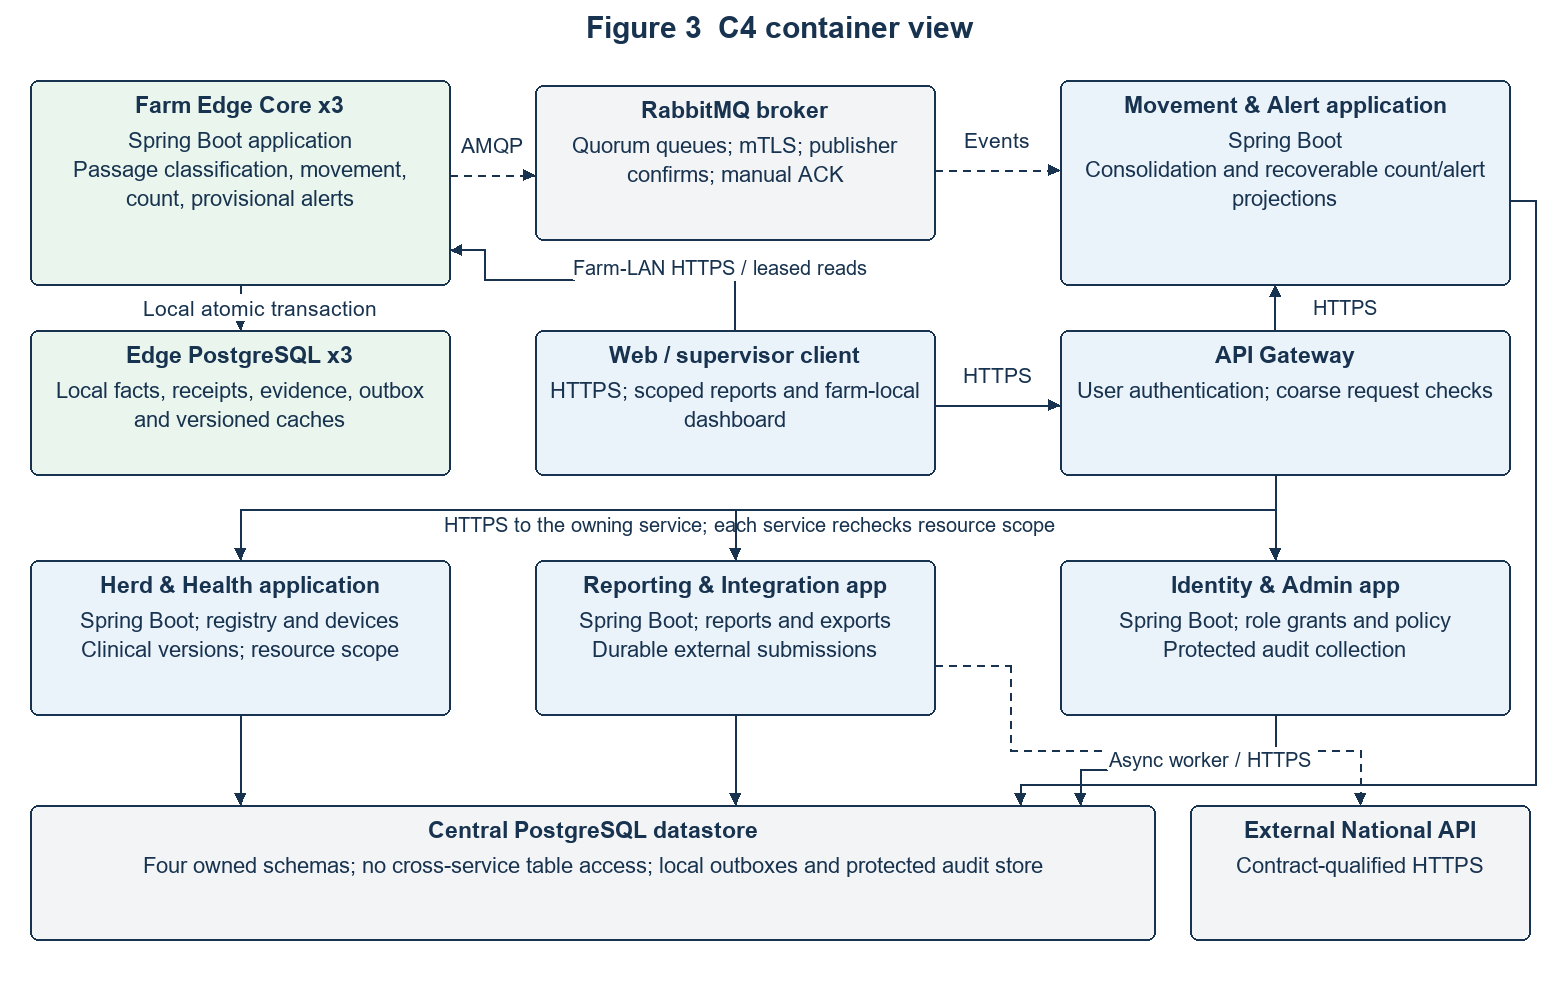 Figure 3  C4 container view
Farm Edge Core x3
Spring Boot application
Passage classification, movement,
count, provisional alerts
AMQP
RabbitMQ broker
Quorum queues; mTLS; publisher
confirms; manual ACK
Events
Movement & Alert application
Spring Boot
Consolidation and recoverable count/alert
projections
Farm-LAN HTTPS / leased reads
Local atomic transaction
HTTPS
Edge PostgreSQL x3
Local facts, receipts, evidence, outbox
and versioned caches
Web / supervisor client
HTTPS; scoped reports and farm-local
dashboard
HTTPS
API Gateway
User authentication; coarse request checks
HTTPS to the owning service; each service rechecks resource scope
Herd & Health application
Spring Boot; registry and devices
Clinical versions; resource scope
Reporting & Integration app
Spring Boot; reports and exports
Durable external submissions
Identity & Admin app
Spring Boot; role grants and policy
Protected audit collection
Async worker / HTTPS
Central PostgreSQL datastore
Four owned schemas; no cross-service table access; local outboxes and protected audit store
External National API
Contract-qualified HTTPS